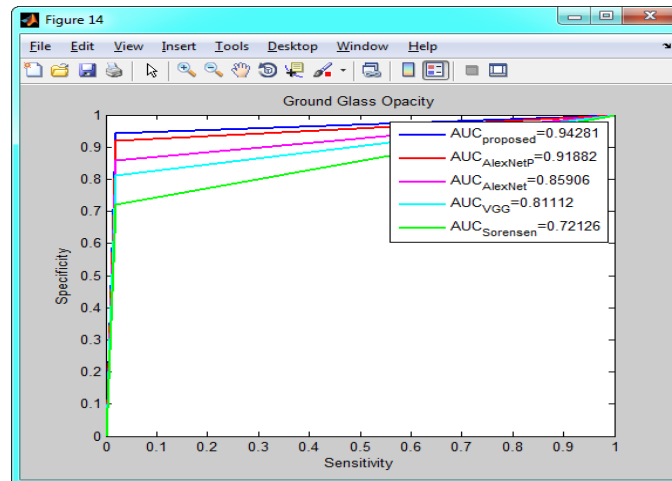 Figure 14
File Edit View Insert Tools Desktop Window Help
Ground Glass Opacity
1
0.9
0.8
0.7
0.6
0.5
0.4
0.3
0.2
0.1
0
Specificity
AUCproposed=0.94281
AUCAlexNetP=0.91882
AUCAlexNet=0.85906
AUCVGG=0.81112
AUCSorensen=0.72126
0 0.1 0.2 0.3 0.4 0.5 0.6 0.7 0.8 0.9 1
Sensitivity